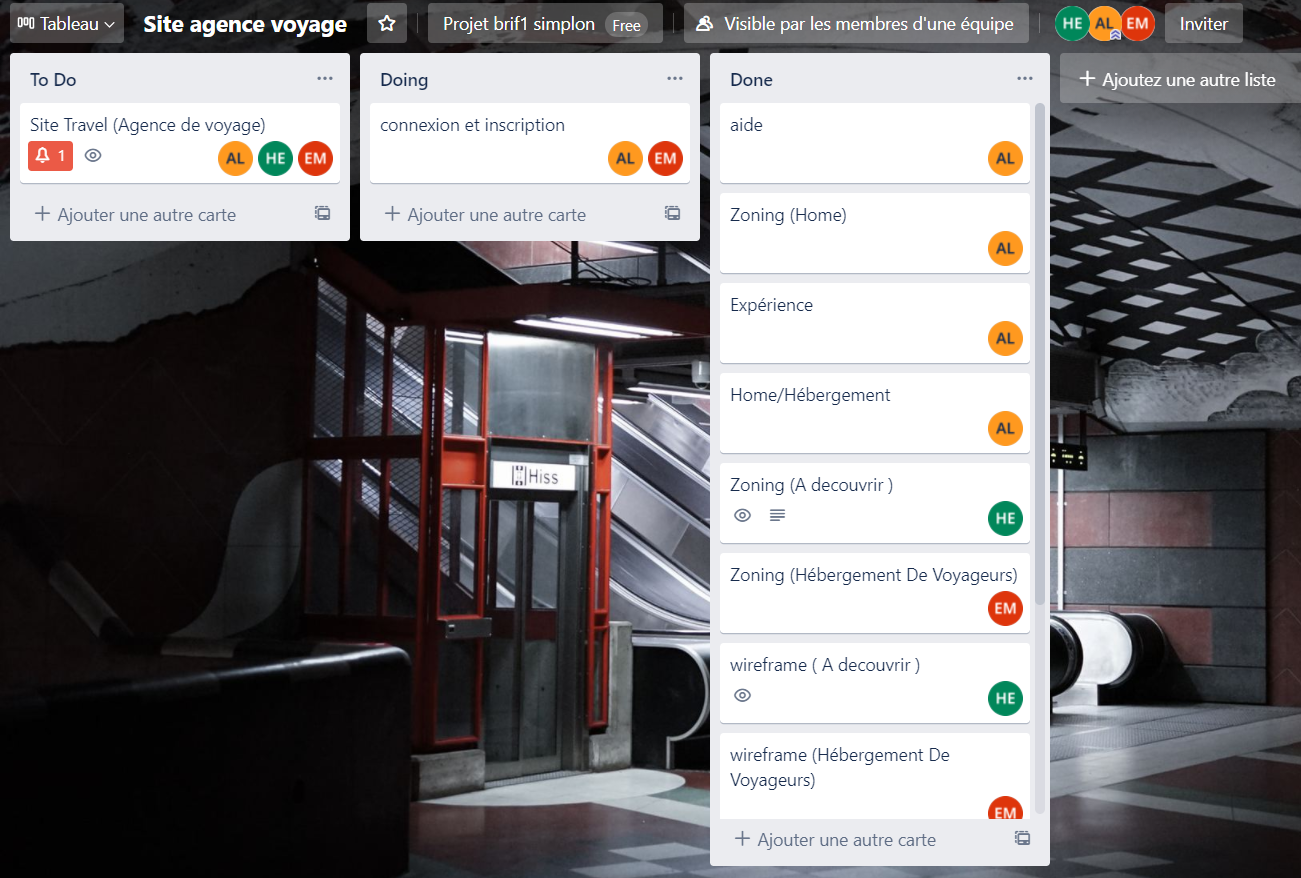 Tableau
Site agence voyage
Projet brif1 simplon Free
Visible par les membres d'une équipe
HE AL EM
Inviter
To Do
Site Travel (Agence de voyage)
1
AL HE EM
Ajouter une autre carte
Doing
connexion et inscription
AL EM
Ajouter une autre carte
Done
aide
AL
Zoning (Home)
AL
Expérience
AL
Home/Hébergement
AL
Zoning (A decouvrir )
HE
Zoning (Hébergement De Voyageurs)
EM
wireframe ( A decouvrir )
HE
wireframe (Hébergement De
Voyageurs)
EM
Ajouter une autre carte
Ajoutez une autre liste
Hiss